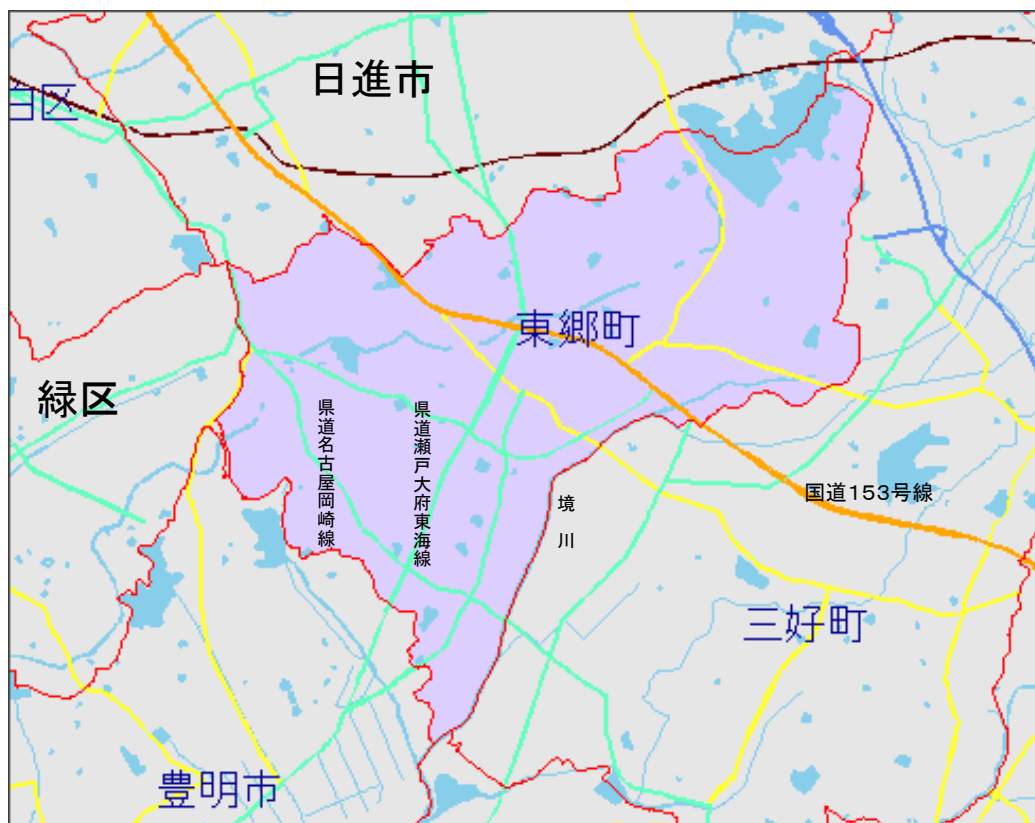 日進市
白区
東郷町
緑区
県道名古屋岡崎線
県道瀬戸大府東海線
国道153号線
境川
三好町
豊明市